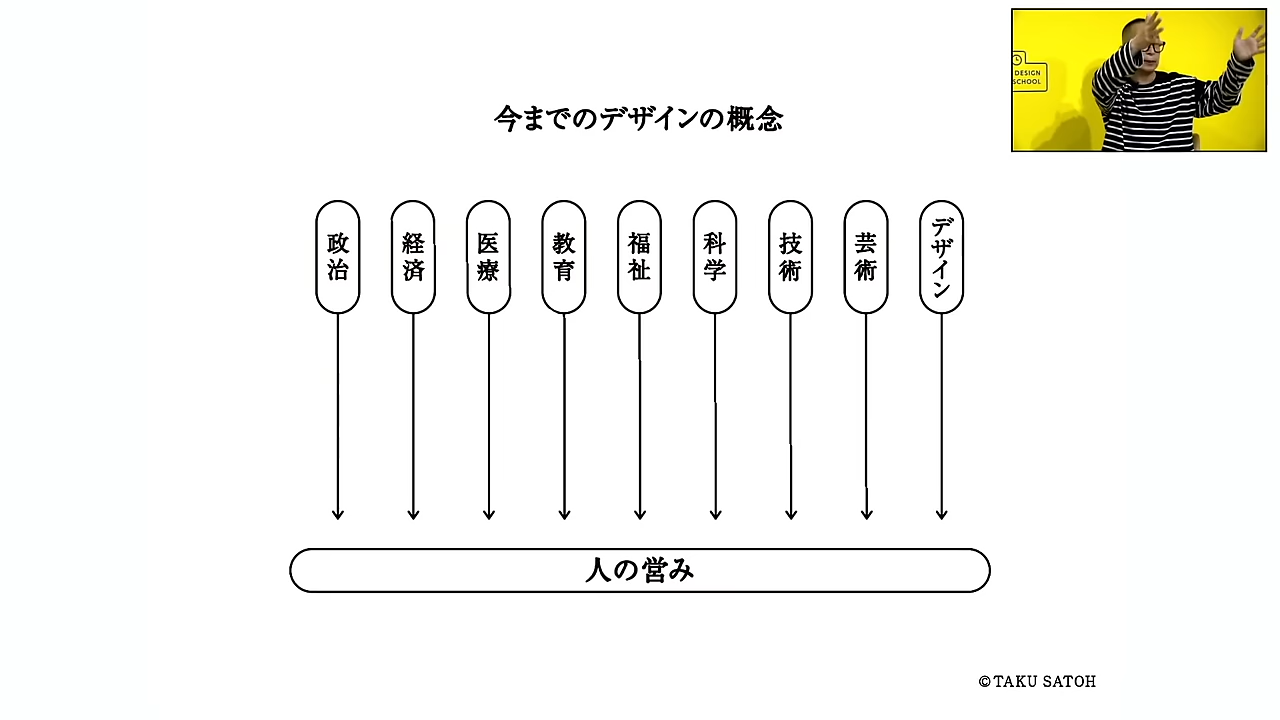 今までのデザインの概念
DESIGN
SCHOOL
政治
経済
医療
教育
福祉
科学
技術
芸術
デザイン
人の営み
©TAKU SATOH